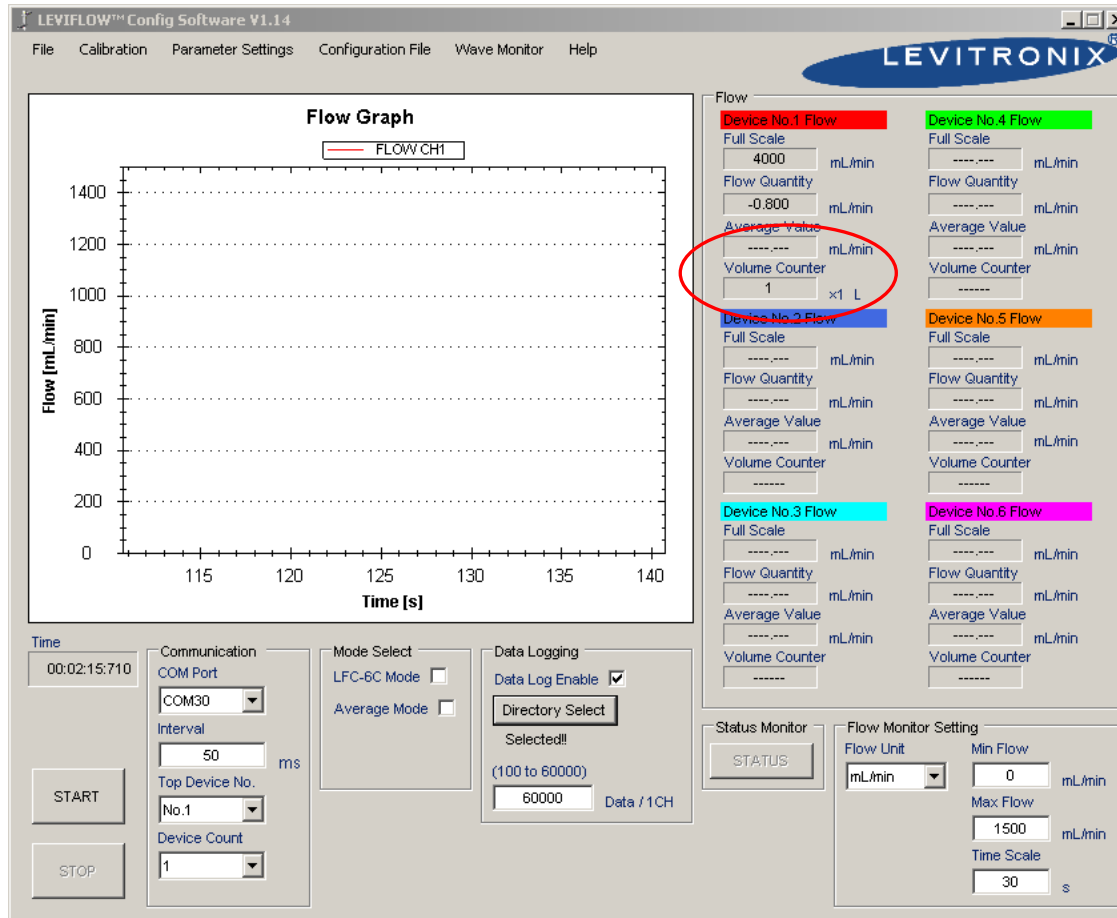 LEVIFLOW™ Config Software V1.14
File Calibration Parameter Settings Configuration File Wave Monitor Help
LEVITRONIX®
Flow Graph
FLOW CH1
1400
1200
1000
800
600
400
200
0
Flow [mL/min]
115 120 125 130 135 140
Time [s]
Flow
Device No.1 Flow
Full Scale
4000 mL/min
Flow Quantity
-0.800 mL/min
Average Value
----.--- mL/min
Volume Counter
1 ×1 L
Device No.2 Flow
Full Scale
----.--- mL/min
Flow Quantity
----.--- mL/min
Average Value
----.--- mL/min
Volume Counter
------
Device No.3 Flow
Full Scale
----.--- mL/min
Flow Quantity
----.--- mL/min
Average Value
----.--- mL/min
Volume Counter
------
Device No.4 Flow
Full Scale
----.--- mL/min
Flow Quantity
----.--- mL/min
Average Value
----.--- mL/min
Volume Counter
------
Device No.5 Flow
Full Scale
----.--- mL/min
Flow Quantity
----.--- mL/min
Average Value
----.--- mL/min
Volume Counter
------
Device No.6 Flow
Full Scale
----.--- mL/min
Flow Quantity
----.--- mL/min
Average Value
----.--- mL/min
Volume Counter
------
Time
00:02:15:710
START
STOP
Communication
COM Port
COM30
Interval
50 ms
Top Device No.
No.1
Device Count
1
Mode Select
LFC-6C Mode
Average Mode
Data Logging
Data Log Enable
Directory Select
Selected!!
(100 to 60000)
60000 Data / 1CH
Status Monitor
STATUS
Flow Monitor Setting
Flow Unit
mL/min
Min Flow
0 mL/min
Max Flow
1500 mL/min
Time Scale
30 s